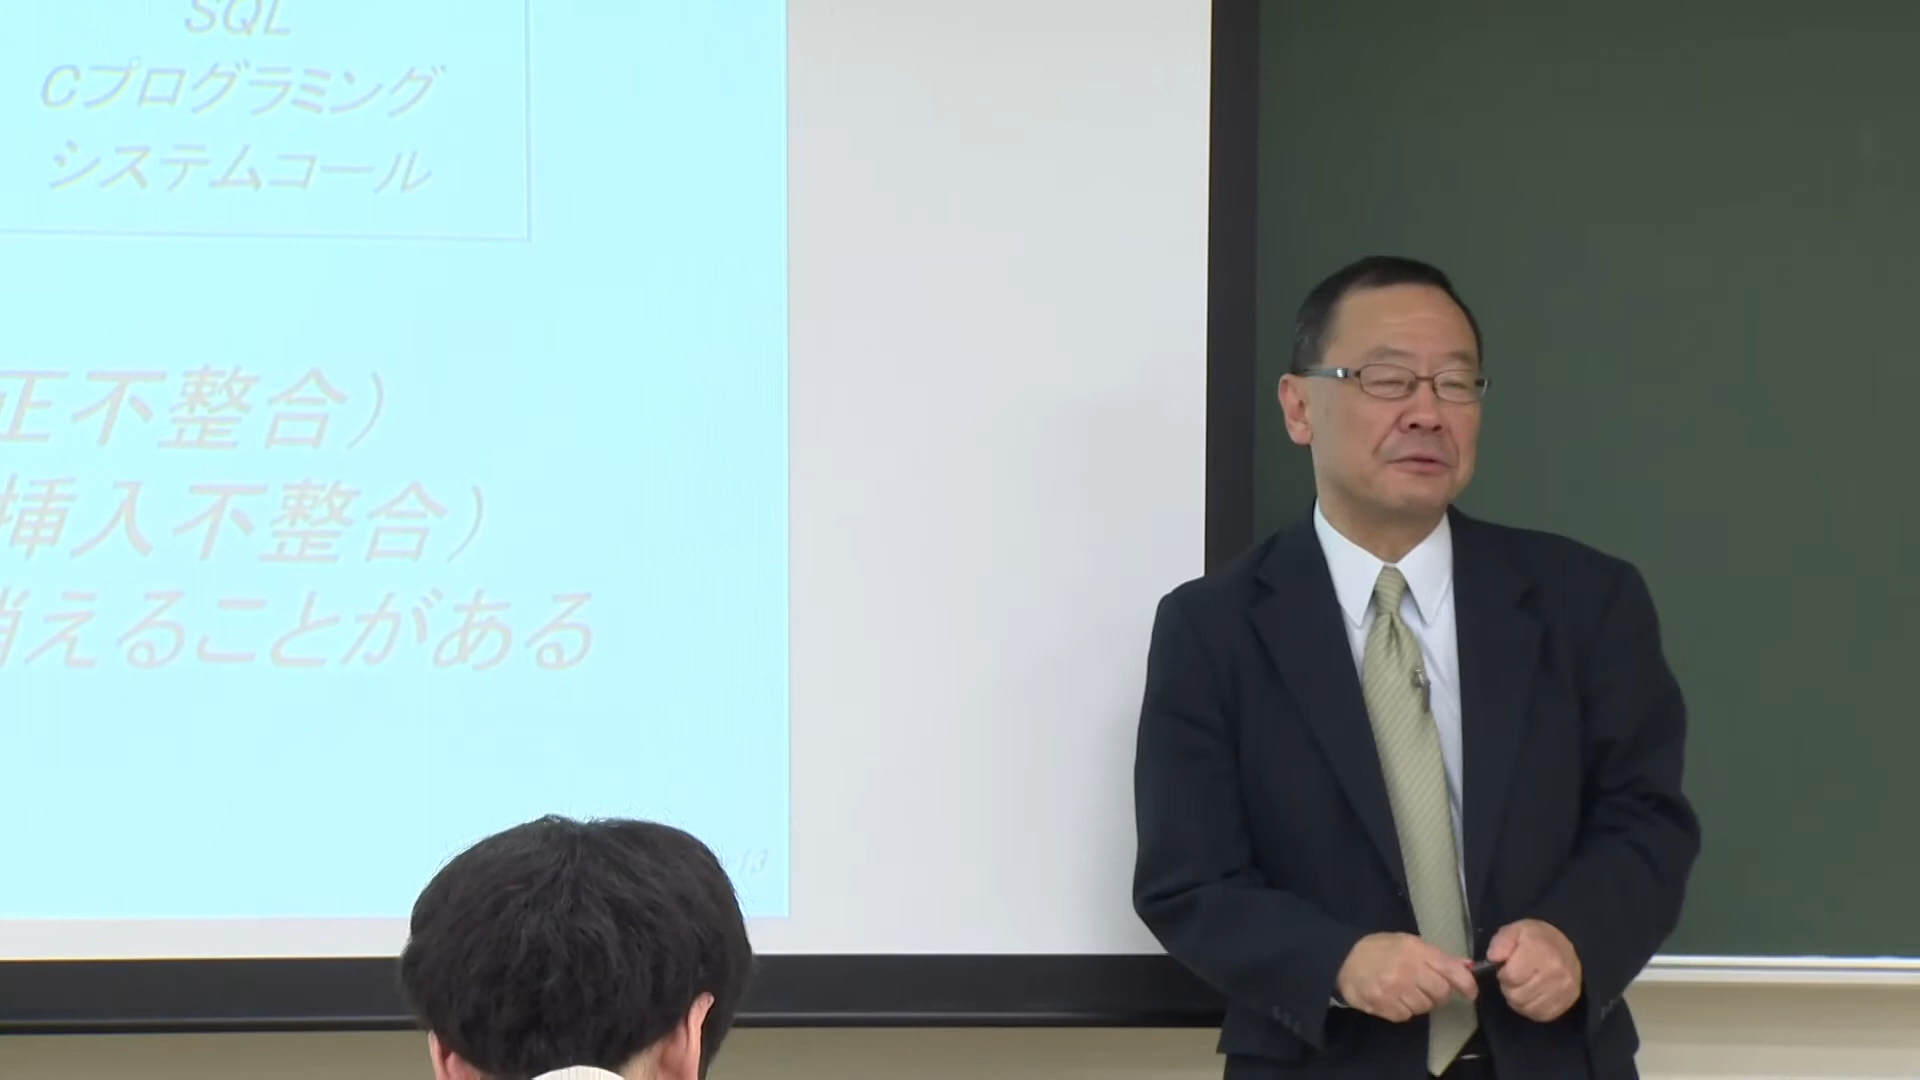 SQL
Cプログラミング
システムコール
正不整合）
挿入不整合）
消えることがある
13